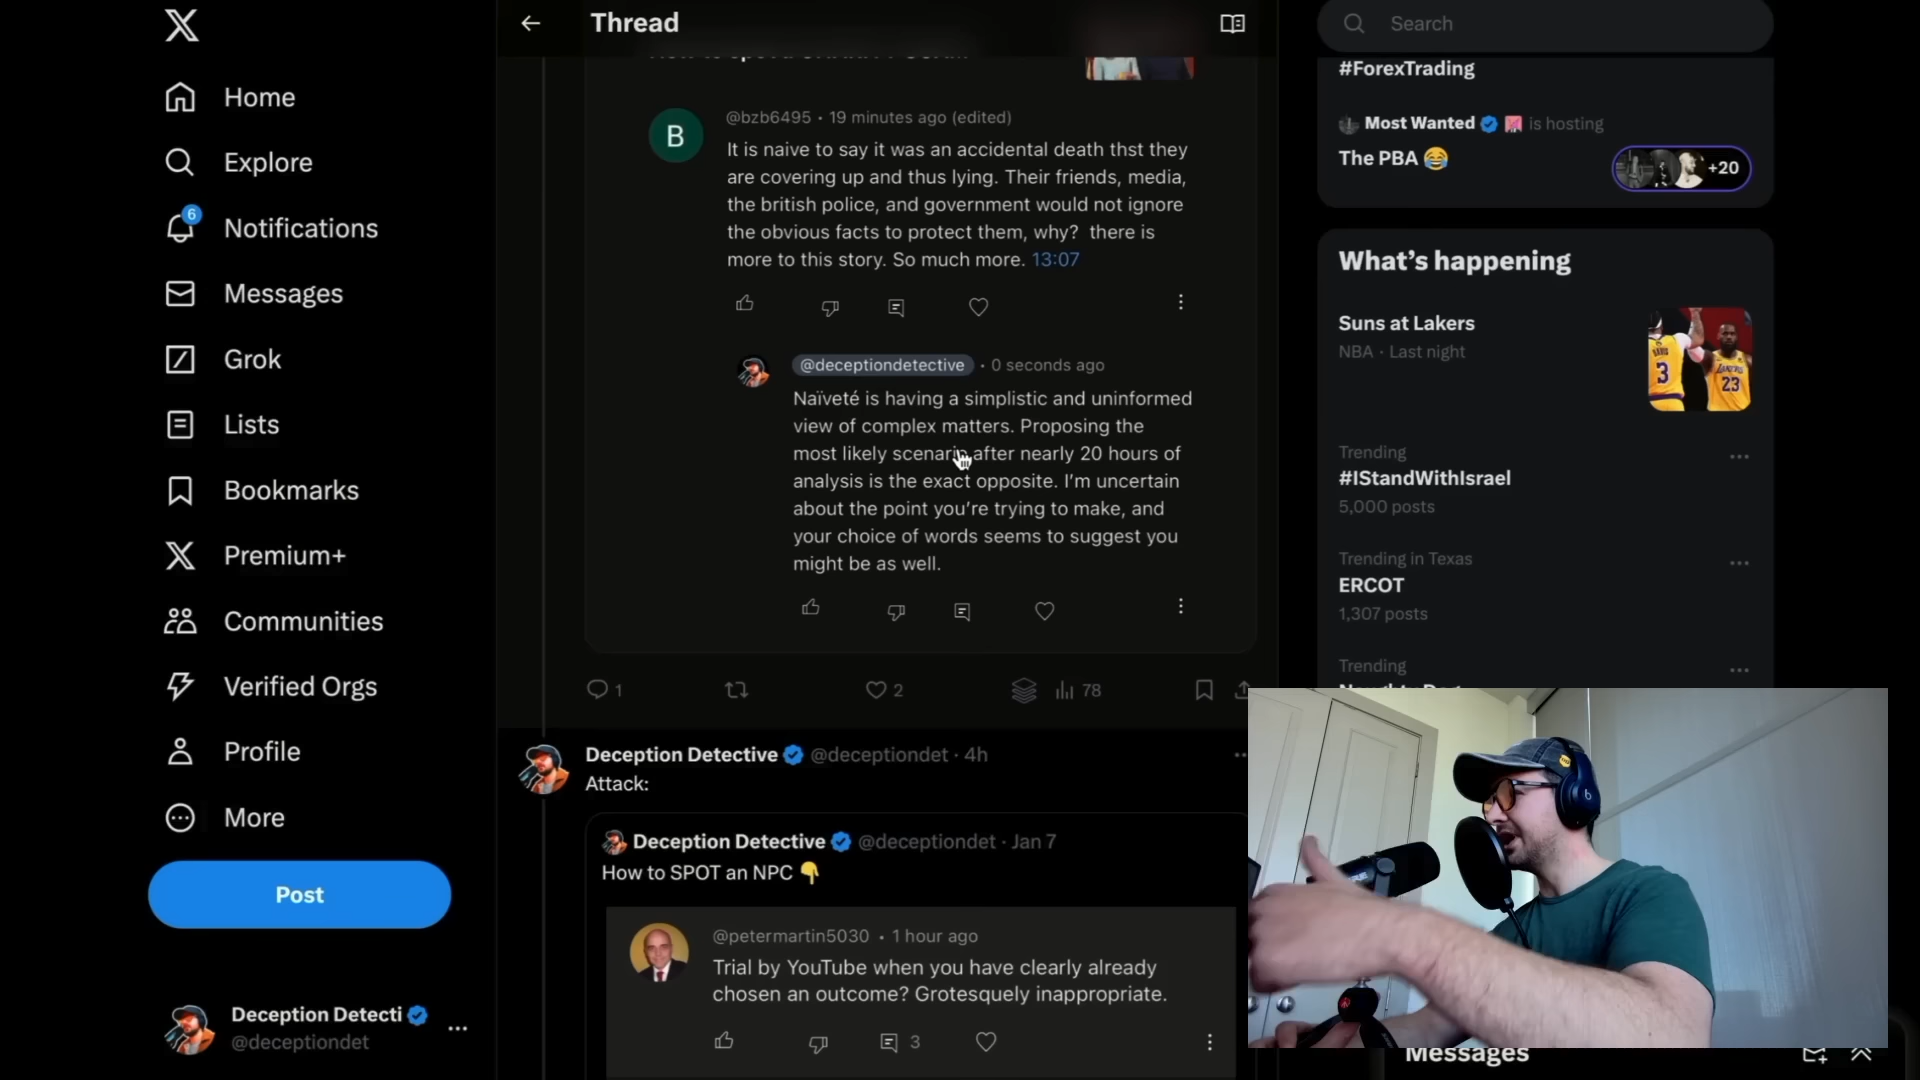 Thread
Search
Home
Explore
6
Notifications
Messages
Grok
Lists
Bookmarks
Premium+
Communities
Verified Orgs
Profile
More
Post
Deception Detecti
@deceptiondet
@bzb6495 • 19 minutes ago (edited)
B
It is naive to say it was an accidental death thst they
are covering up and thus lying. Their friends, media,
the british police, and government would not ignore
the obvious facts to protect them, why? there is
more to this story. So much more. 13:07
@deceptiondetective • 0 seconds ago
Naïveté is having a simplistic and uninformed
view of complex matters. Proposing the
most likely scenario after nearly 20 hours of
analysis is the exact opposite. I'm uncertain
about the point you're trying to make, and
your choice of words seems to suggest you
might be as well.
1
2
78
Deception Detective @deceptiondet · 4h
Attack:
Deception Detective @deceptiondet · Jan 7
How to SPOT an NPC 👇
@petermartin5030 • 1 hour ago
Trial by YouTube when you have clearly already
chosen an outcome? Grotesquely inappropriate.
3
#ForexTrading
Most Wanted is hosting
The PBA 😂
+20
What's happening
Suns at Lakers
NBA · Last night
Trending
#IStandWithIsrael
5,000 posts
Trending in Texas
ERCOT
1,307 posts
Trending
Messages